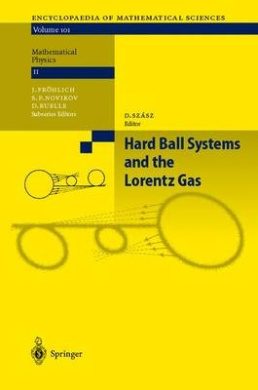 ENCYCLOPAEDIA OF MATHEMATICAL SCIENCES
Volume 101
Mathematical
Physics
II
J. FRÖHLICH
S. P. NOVIKOV
D. RUELLE
Subseries Editors
D. SZÁSZ
Editor
Hard Ball Systems
and the
Lorentz Gas
Springer